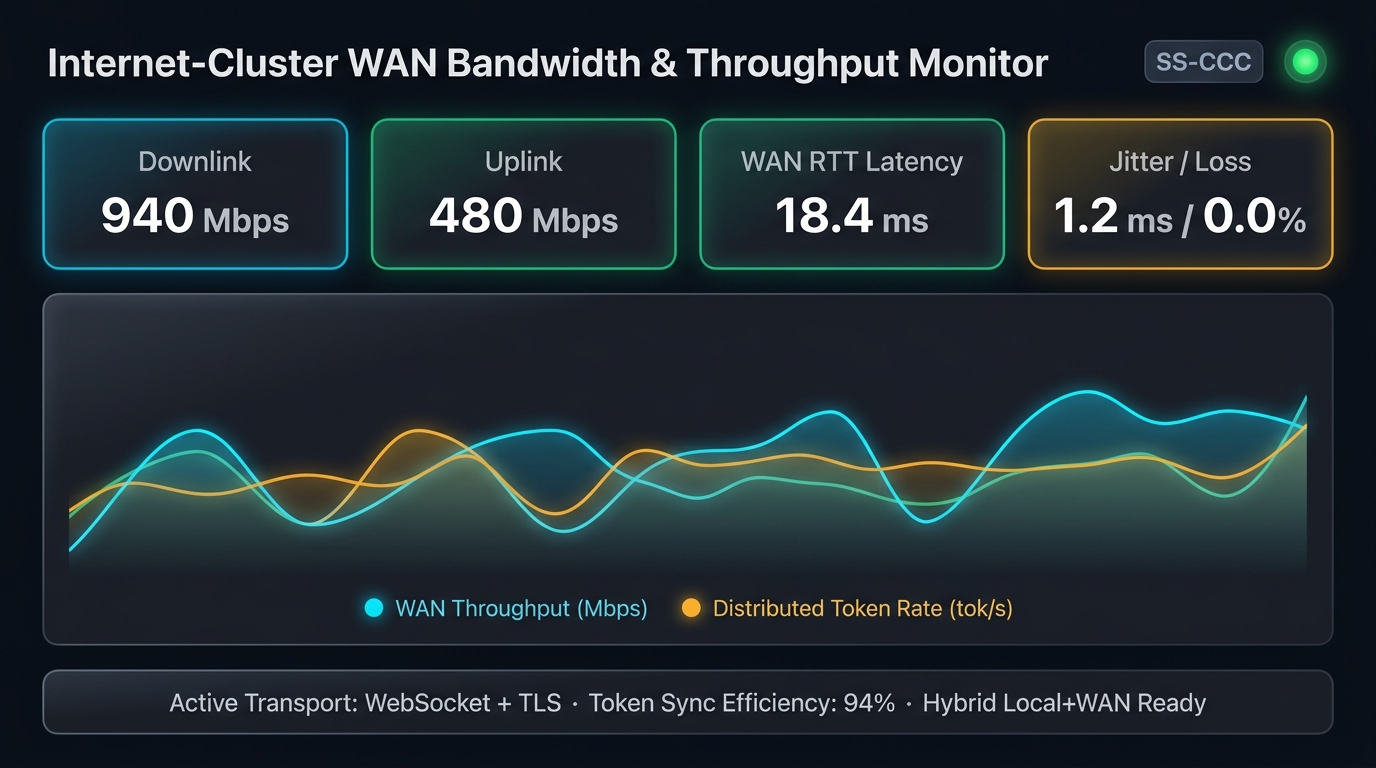 Internet-Cluster WAN Bandwidth & Throughput Monitor
SS-CCC
Downlink
940 Mbps
Uplink
480 Mbps
WAN RTT Latency
18.4 ms
Jitter / Loss
1.2 ms / 0.0%
WAN Throughput (Mbps)
Distributed Token Rate (tok/s)
Active Transport: WebSocket + TLS · Token Sync Efficiency: 94% · Hybrid Local+WAN Ready